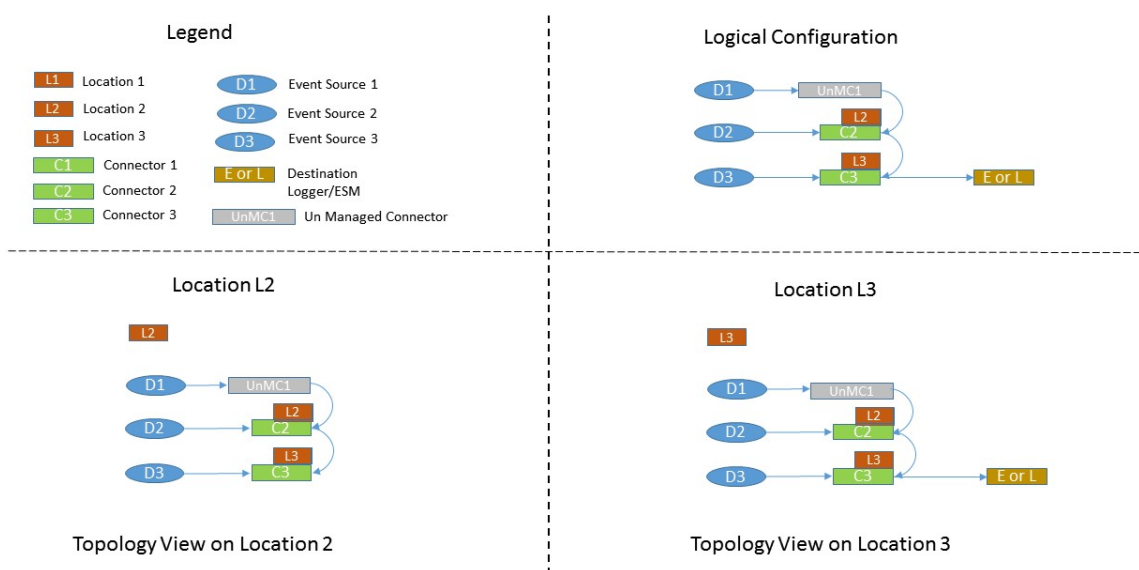 Legend
L1 Location 1
L2 Location 2
L3 Location 3
C1 Connector 1
C2 Connector 2
C3 Connector 3
D1 Event Source 1
D2 Event Source 2
D3 Event Source 3
E or L Destination
Logger/ESM
UnMC1 Un Managed Connector
Logical Configuration
D1 UnMC1
L2
D2 C2
L3
D3 C3 E or L
Location L2
L2
D1 UnMC1
L2
D2 C2
L3
D3 C3
Topology View on Location 2
Location L3
L3
D1 UnMC1
L2
D2 C2
L3
D3 C3 E or L
Topology View on Location 3